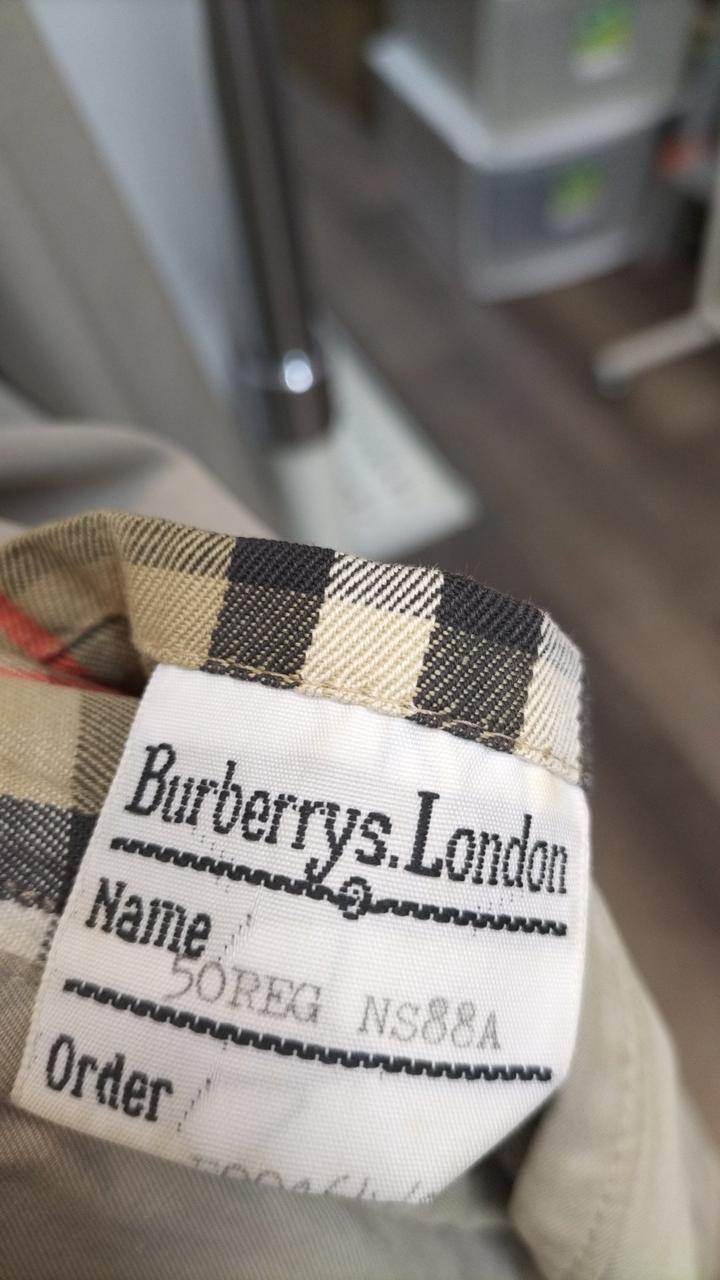 Burberrys.London
Name
50REG NS88A
Order